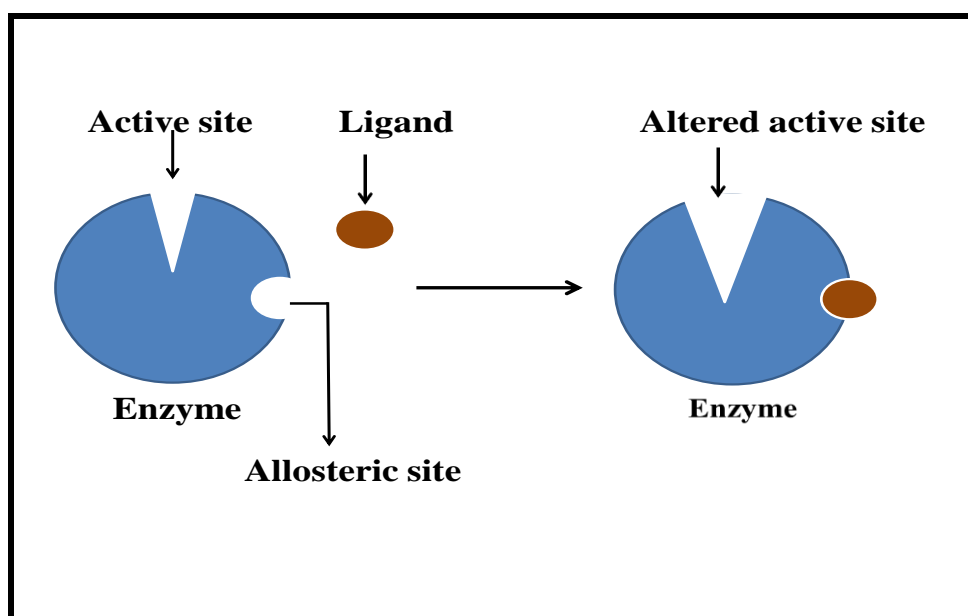 Active site
Ligand
Altered active site
Enzyme
Enzyme
Allosteric site